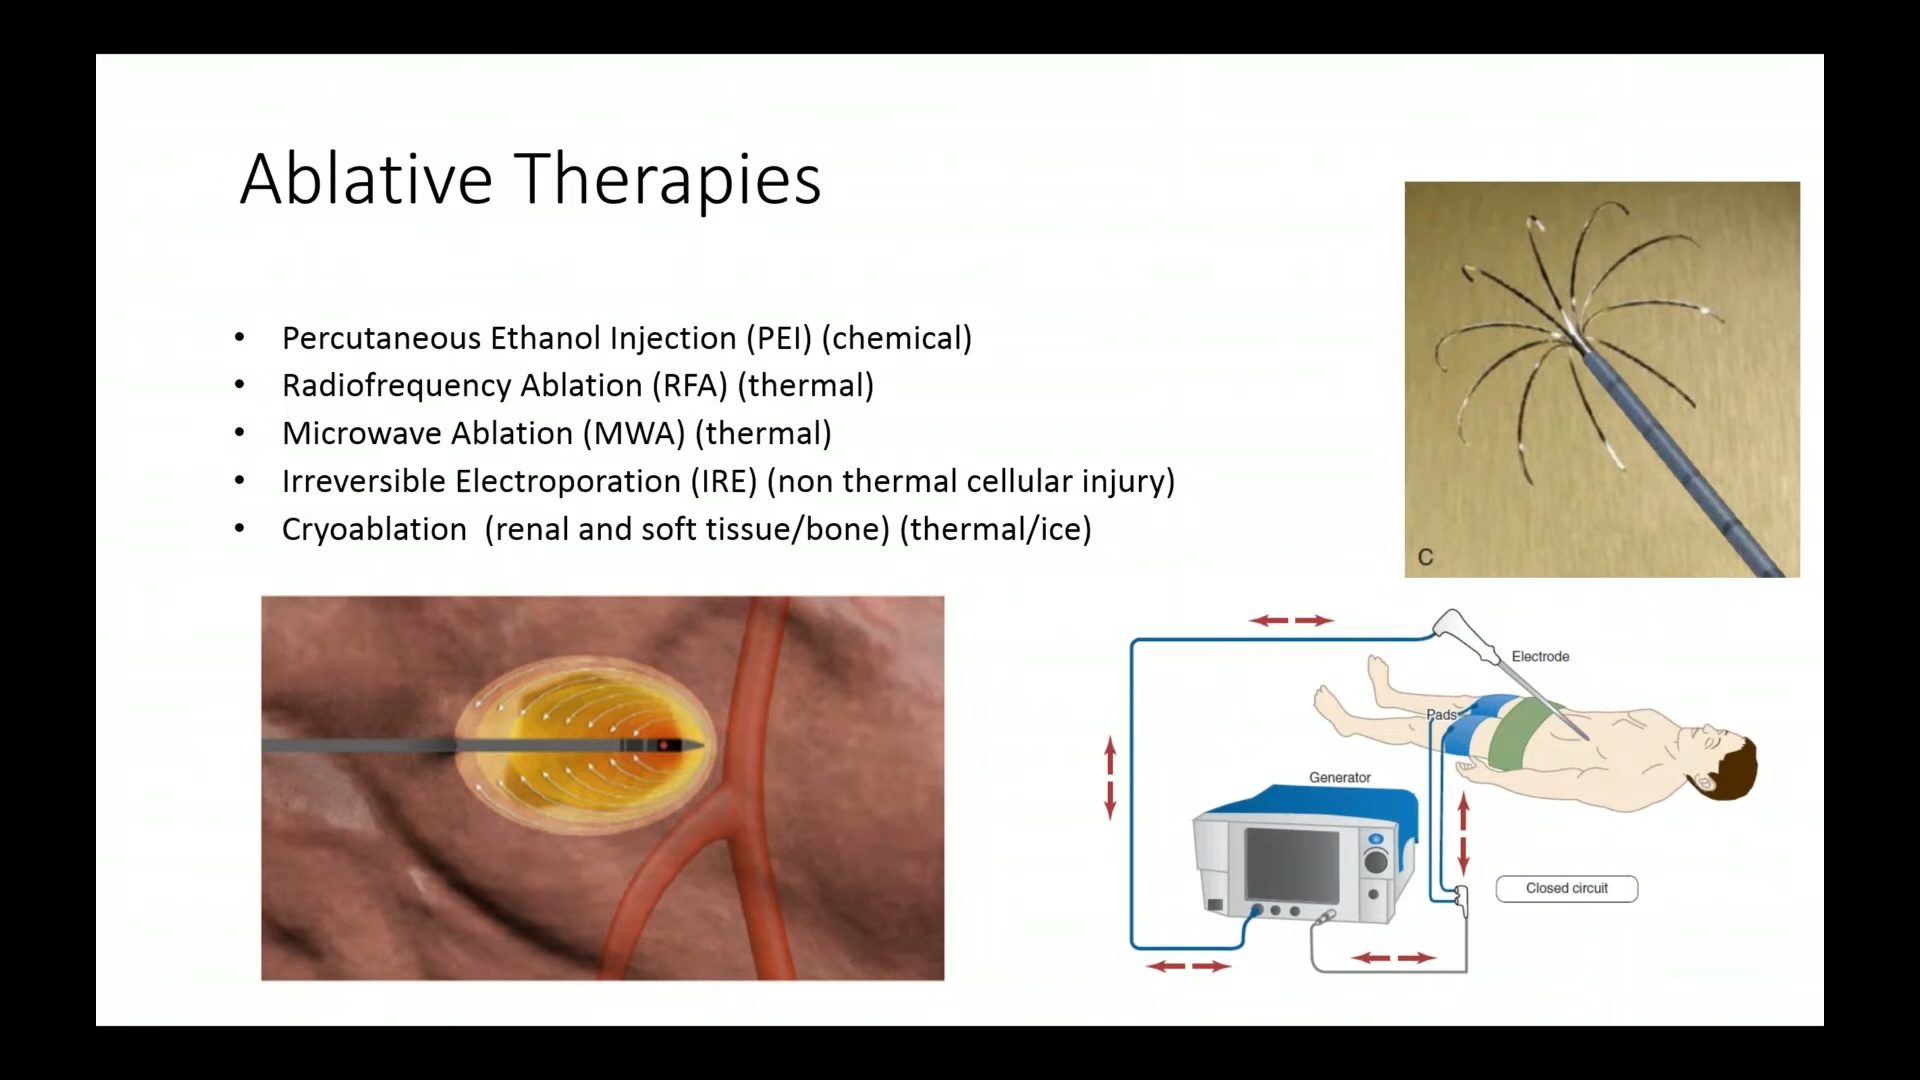 Ablative Therapies
• Percutaneous Ethanol Injection (PEI) (chemical)
• Radiofrequency Ablation (RFA) (thermal)
• Microwave Ablation (MWA) (thermal)
• Irreversible Electroporation (IRE) (non thermal cellular injury)
• Cryoablation  (renal and soft tissue/bone) (thermal/ice)
C
Electrode
Pads
Generator
Closed circuit